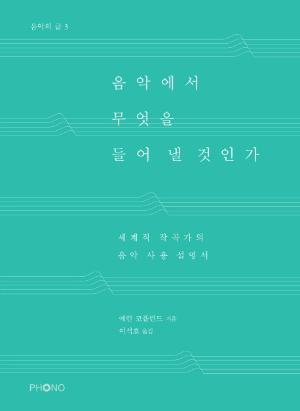 음악의 글 3
음악에서
무엇을
들어 낼 것인가
세계적 작곡가의
음악 사용 설명서
에런 코플런드 지음
이석호 옮김
PHONO